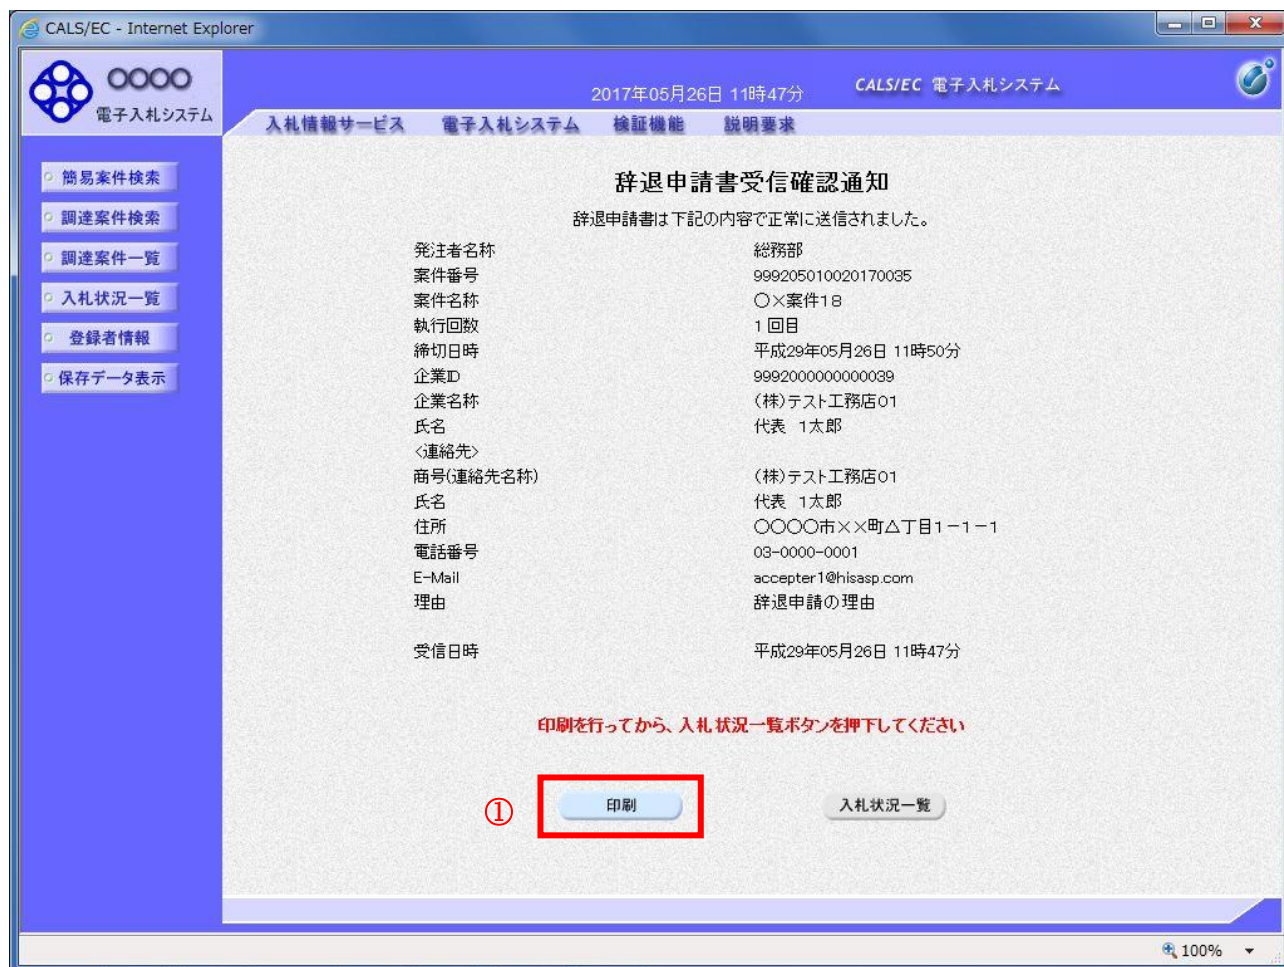 CALS/EC - Internet Explorer
〇〇〇〇
電子入札システム
2017年05月26日 11時47分
CALS/EC 電子入札システム
入札情報サービス 電子入札システム 検証機能 説明要求
簡易案件検索
調達案件検索
調達案件一覧
入札状況一覧
登録者情報
保存データ表示
辞退申請書受信確認通知
辞退申請書は下記の内容で正常に送信されました。
発注者名称 総務部
案件番号 999205010020170035
案件名称 〇×案件18
執行回数 1回目
締切日時 平成29年05月26日 11時50分
企業ID 9992000000000039
企業名称 (株)テスト工務店01
氏名 代表 1太郎
<連絡先>
商号(連絡先名称) (株)テスト工務店01
氏名 代表 1太郎
住所 〇〇〇〇市××町△丁目1-1-1
電話番号 03-0000-0001
E-Mail accepter1@hisasp.com
理由 辞退申請の理由
受信日時 平成29年05月26日 11時47分
印刷を行ってから、入札状況一覧ボタンを押下してください
① 印刷 入札状況一覧
100%